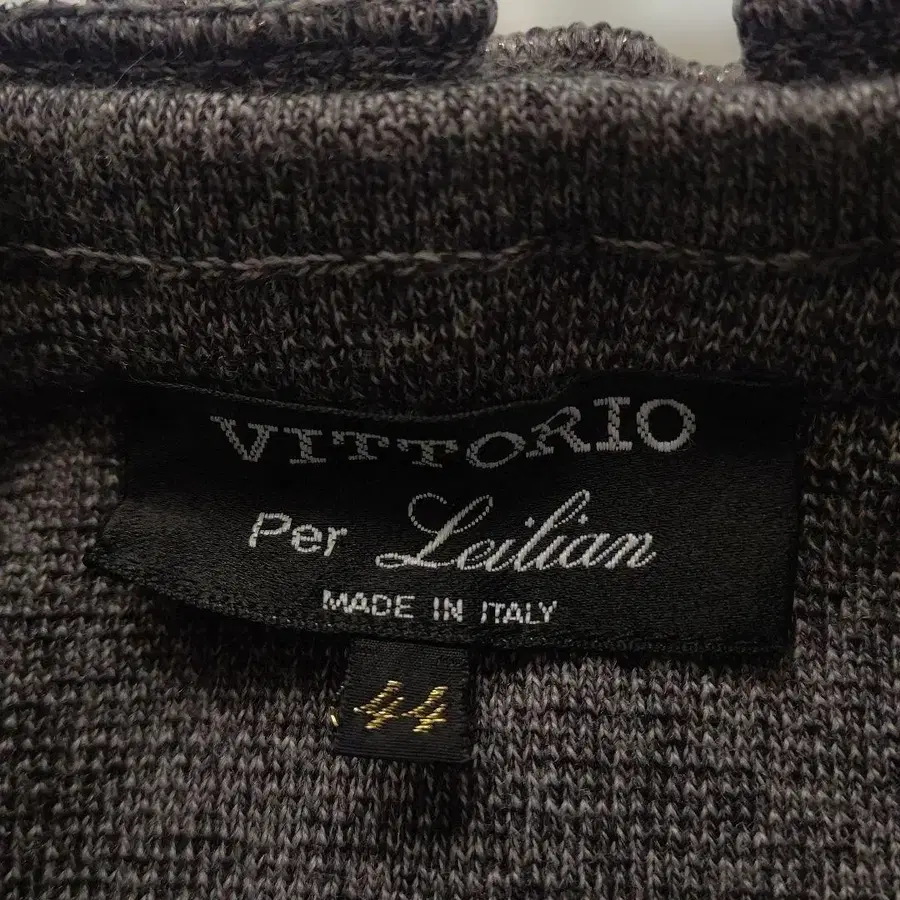 VITTORIO
Per Leilian
MADE IN ITALY
44